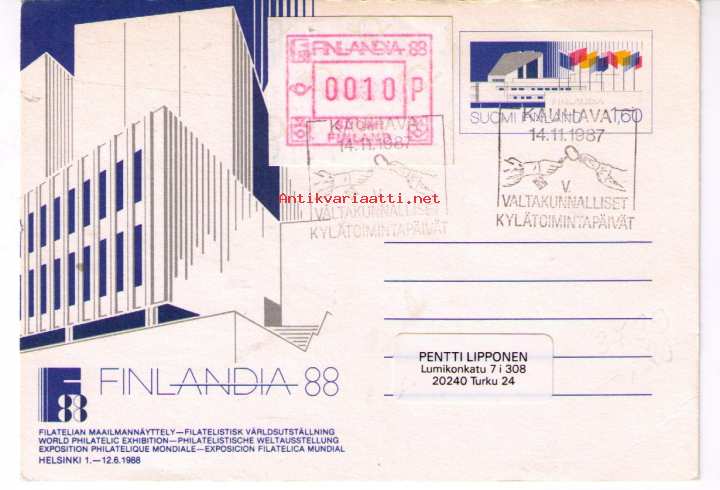 FINLANDIA 88
0010 P
FINLAND
FINLANDIA
SUOMI FINLAND 1,60
KAUHAVA
14.11.1987
V.
VALTAKUNNALLISET
KYLÄTOIMINTAPÄIVÄT
KAUHAVA
14.11.1987
V.
VALTAKUNNALLISET
KYLÄTOIMINTAPÄIVÄT
Antikvariaatti.net
PENTTI LIPPONEN
Lumikonkatu 7 i 308
20240 Turku 24
F
88
FINLANDIA 88
FILATELIAN MAAILMANNÄYTTELY—FILATELISTISK VÄRLDSUTSTÄLLNING
WORLD PHILATELIC EXHIBITION—PHILATELISTISCHE WELTAUSSTELLUNG
EXPOSITION PHILATELIQUE MONDIALE—EXPOSICION FILATELICA MUNDIAL
HELSINKI 1.—12.6.1988